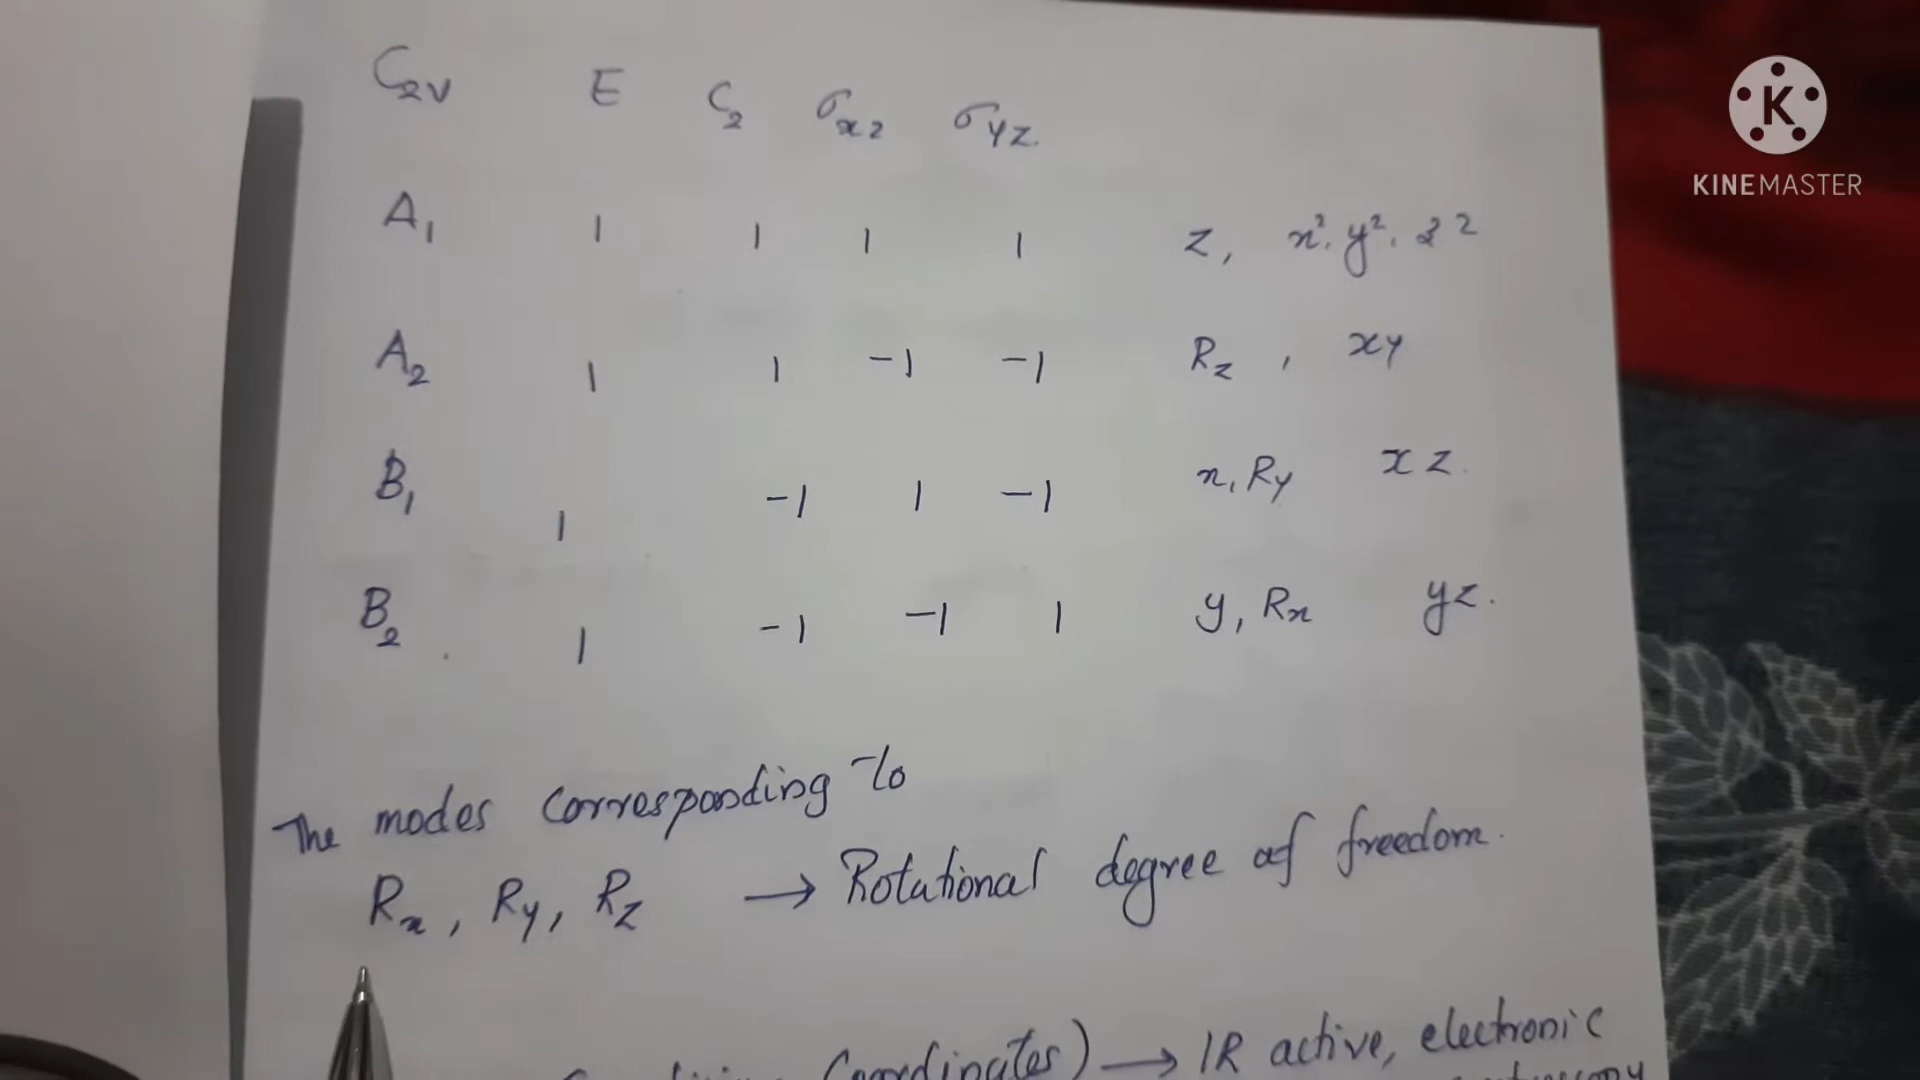 C₂ᵥ E C₂ σxz σyz.
A₁ 1 1 1 1 z, x², y², z²
A₂ 1 1 -1 -1 Rz, xy
B₁ 1 -1 1 -1 x, Ry xz.
B₂ 1 -1 -1 1 y, Rx yz.
The modes corresponding to
Rx, Ry, Rz → Rotational degree of freedom.
Coordinates) → IR active, electronic
KINEMASTER